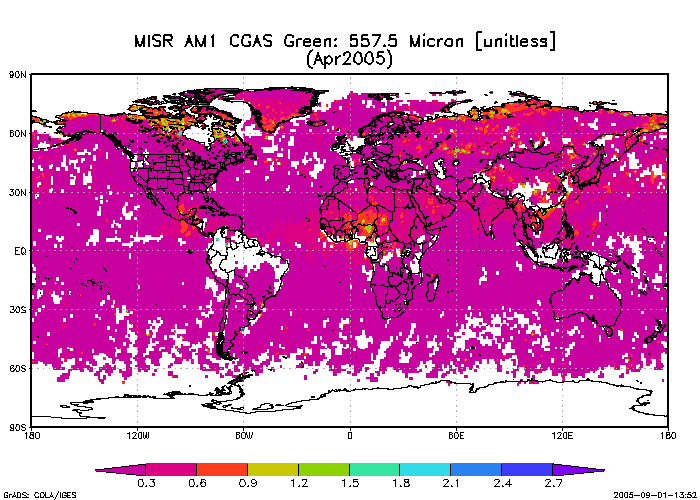 MISR AM1 CGAS Green: 557.5 Micron [unitless]
(Apr2005)
90N
60N
30N
EQ
30S
60S
90S
180 120W 60W 0 60E 120E 180
0.3 0.6 0.9 1.2 1.5 1.8 2.1 2.4 2.7
GrADS: COLA/IGES 2005-09-01-13:52